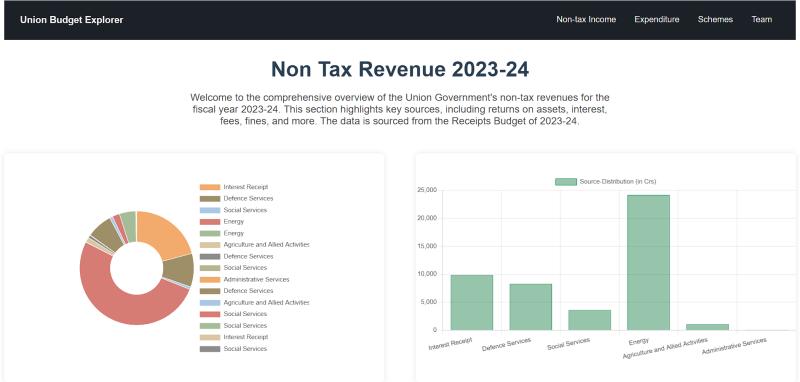 Union Budget Explorer
Non-tax Income Expenditure Schemes Team
Non Tax Revenue 2023-24
Welcome to the comprehensive overview of the Union Government's non-tax revenues for the
fiscal year 2023-24. This section highlights key sources, including returns on assets, interest,
fees, fines, and more. The data is sourced from the Receipts Budget of 2023-24.
Interest Receipt
Defence Services
Social Services
Energy
Energy
Agriculture and Allied Activities
Defence Services
Social Services
Administrative Services
Defence Services
Agriculture and Allied Activities
Social Services
Social Services
Interest Receipt
Social Services
Source-Distribution (in Crs)
25,000
20,000
15,000
10,000
5,000
0
Interest Receipt
Defence Services
Social Services
Energy
Agriculture and Allied Activities
Administrative Services